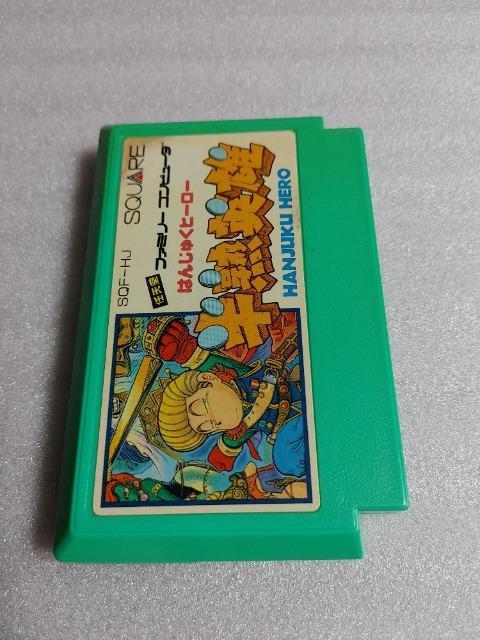 SQF-HJ SQUARE
任天堂 ファミリー コンピュータ
はんじゅくヒーロー
半熟英雄
HANJUKU HERO